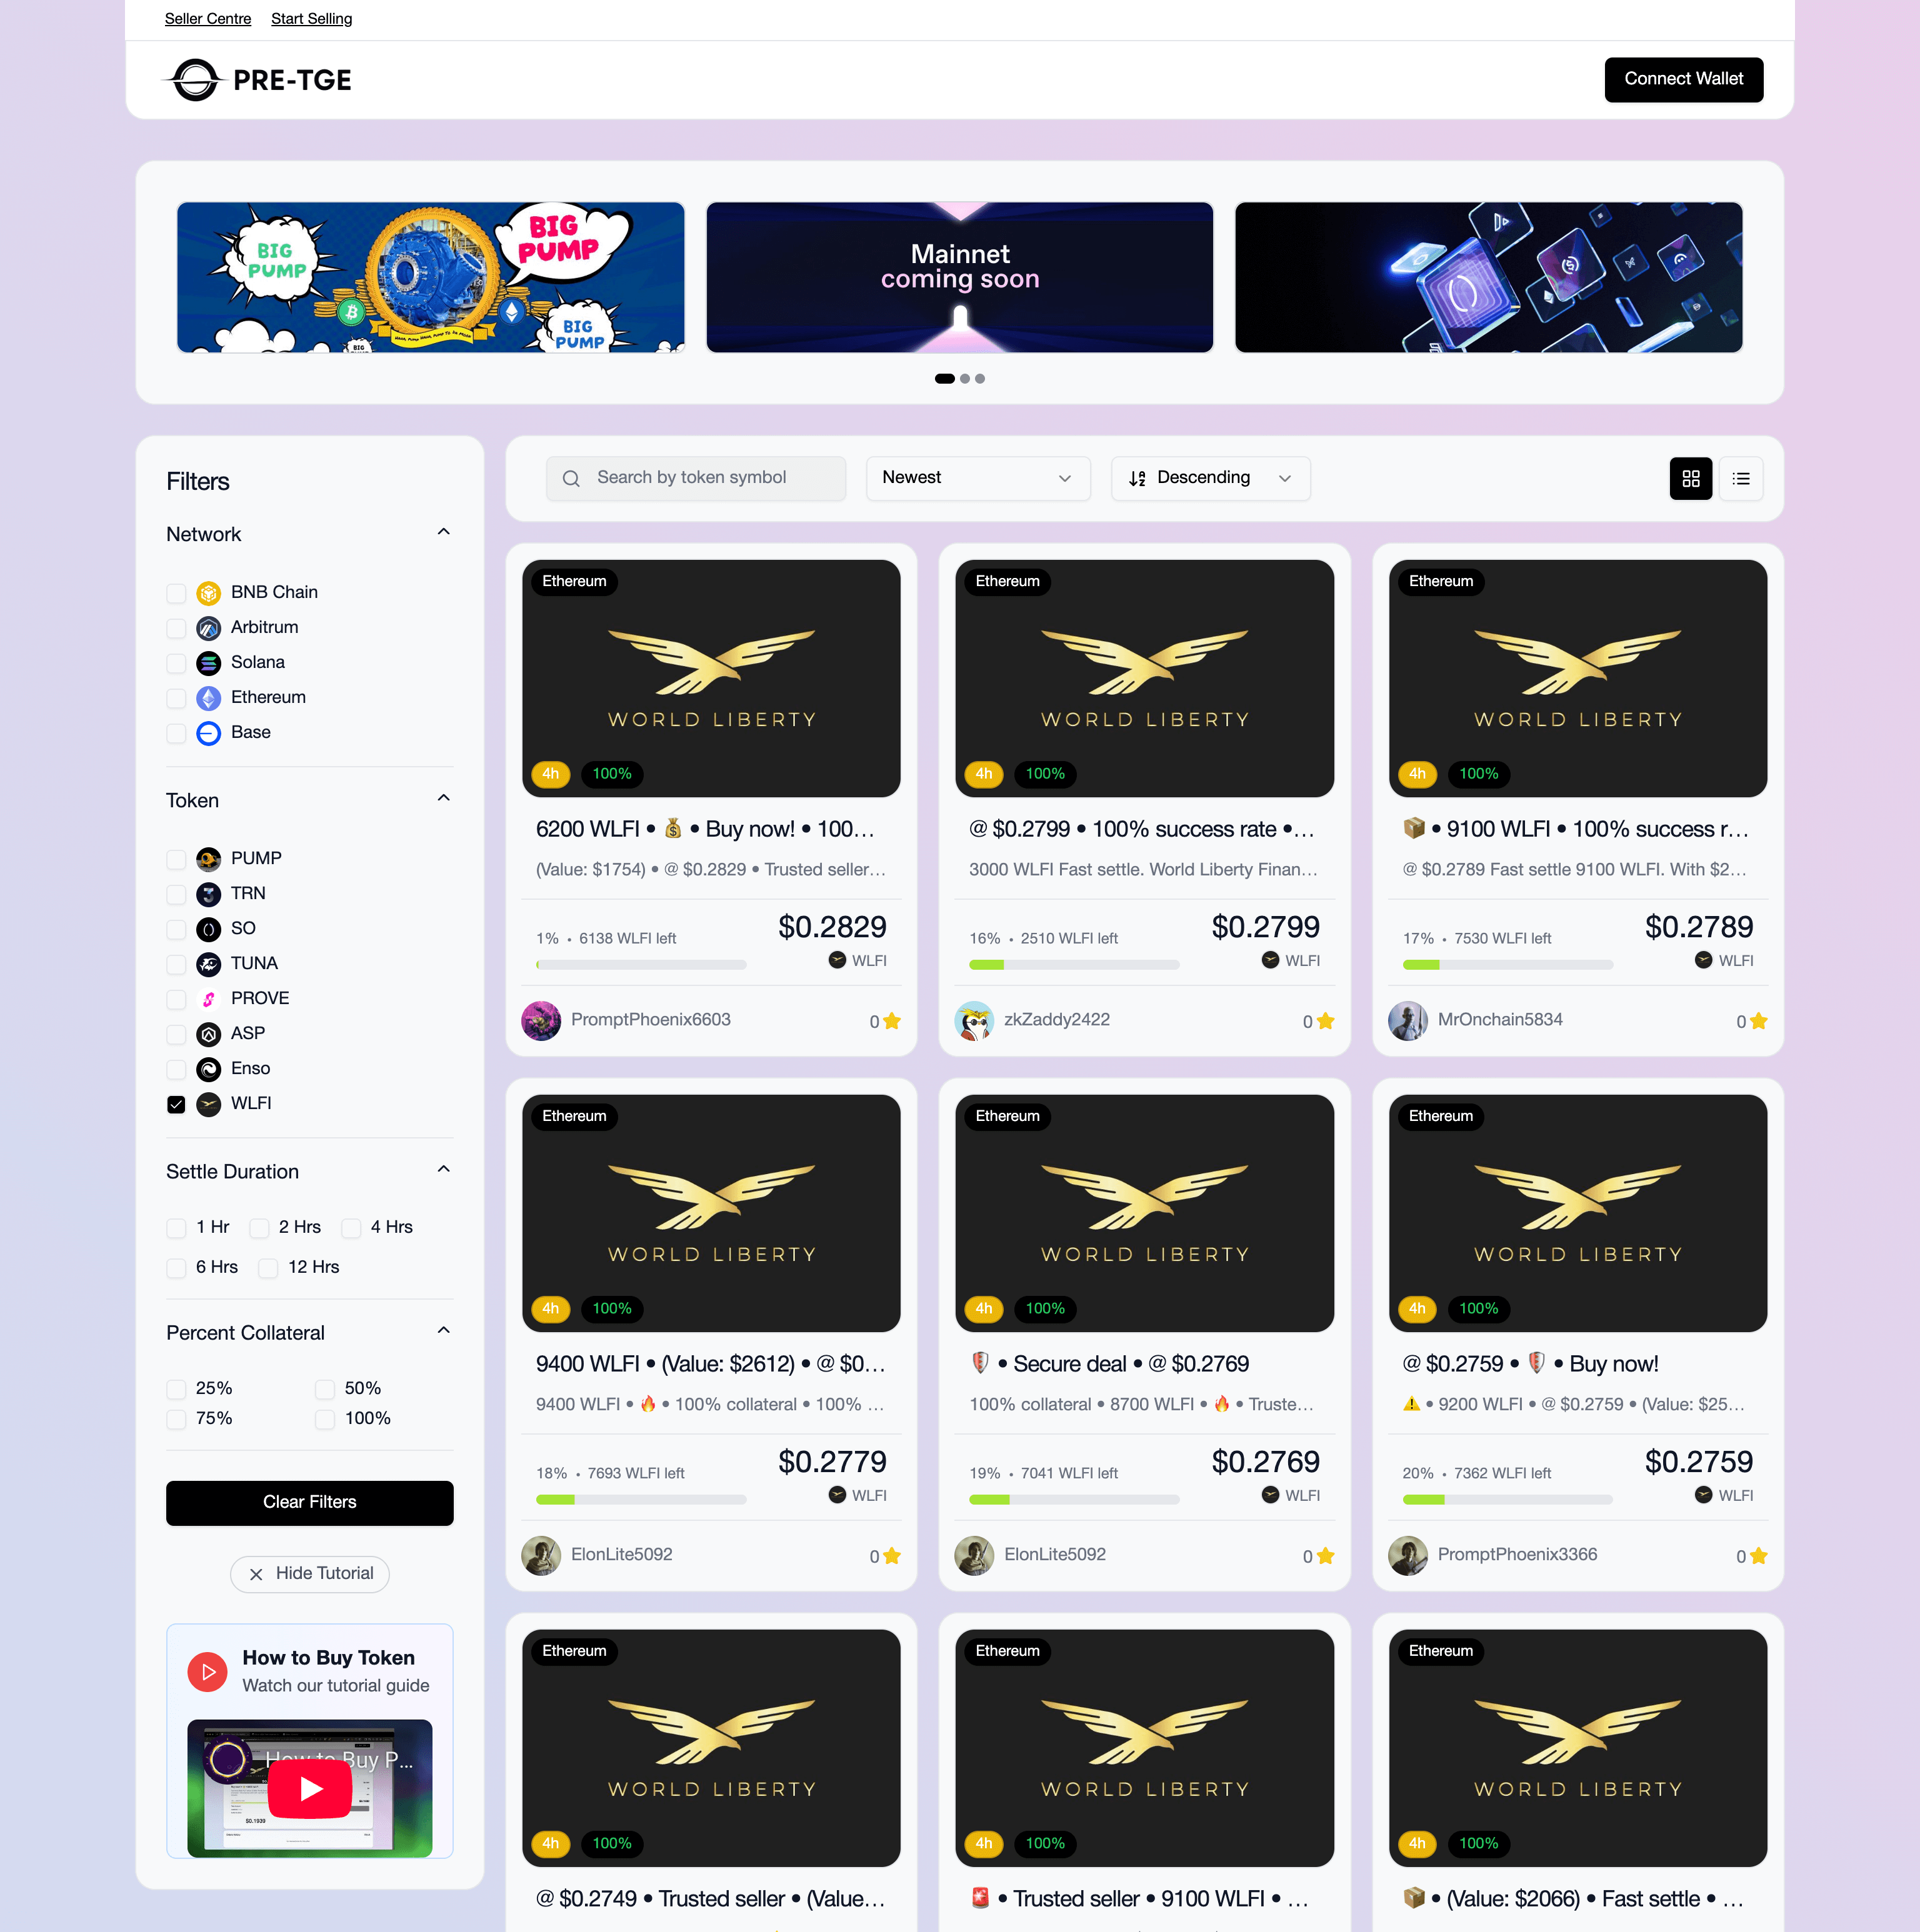 Seller Centre Start Selling
PRE-TGE
Connect Wallet
BIG PUMP
BIG PUMP
BIG PUMP
BIG
Mainnet
coming soon
Filters
Network
BNB Chain
Arbitrum
Solana
Ethereum
Base
Token
PUMP
TRN
SO
TUNA
PROVE
ASP
Enso
WLFI
Settle Duration
1 Hr 2 Hrs 4 Hrs
6 Hrs 12 Hrs
Percent Collateral
25% 50%
75% 100%
Clear Filters
Hide Tutorial
How to Buy Token
Watch our tutorial guide
How to Buy P...
$0.1939
Search by token symbol
Newest
Descending
Ethereum
WORLD LIBERTY
4h 100%
6200 WLFI • 💰 • Buy now! • 100...
(Value: $1754) • @ $0.2829 • Trusted seller...
1% • 6138 WLFI left
$0.2829
WLFI
PromptPhoenix6603
0
Ethereum
WORLD LIBERTY
4h 100%
@ $0.2799 • 100% success rate •...
3000 WLFI Fast settle. World Liberty Finan...
16% • 2510 WLFI left
$0.2799
WLFI
zkZaddy2422
0
Ethereum
WORLD LIBERTY
4h 100%
📦 • 9100 WLFI • 100% success r...
@ $0.2789 Fast settle 9100 WLFI. With $2...
17% • 7530 WLFI left
$0.2789
WLFI
MrOnchain5834
0
Ethereum
WORLD LIBERTY
4h 100%
9400 WLFI • (Value: $2612) • @ $0...
9400 WLFI • 🔥 • 100% collateral • 100% ...
18% • 7693 WLFI left
$0.2779
WLFI
ElonLite5092
0
Ethereum
WORLD LIBERTY
4h 100%
🛡️ • Secure deal • @ $0.2769
100% collateral • 8700 WLFI • 🔥 • Truste...
19% • 7041 WLFI left
$0.2769
WLFI
ElonLite5092
0
Ethereum
WORLD LIBERTY
4h 100%
@ $0.2759 • 🛡️ • Buy now!
⚠️ • 9200 WLFI • @ $0.2759 • (Value: $25...
20% • 7362 WLFI left
$0.2759
WLFI
PromptPhoenix3366
0
Ethereum
WORLD LIBERTY
4h 100%
@ $0.2749 • Trusted seller • (Value...
Ethereum
WORLD LIBERTY
4h 100%
🚨 • Trusted seller • 9100 WLFI • ...
Ethereum
WORLD LIBERTY
4h 100%
📦 • (Value: $2066) • Fast settle • ...